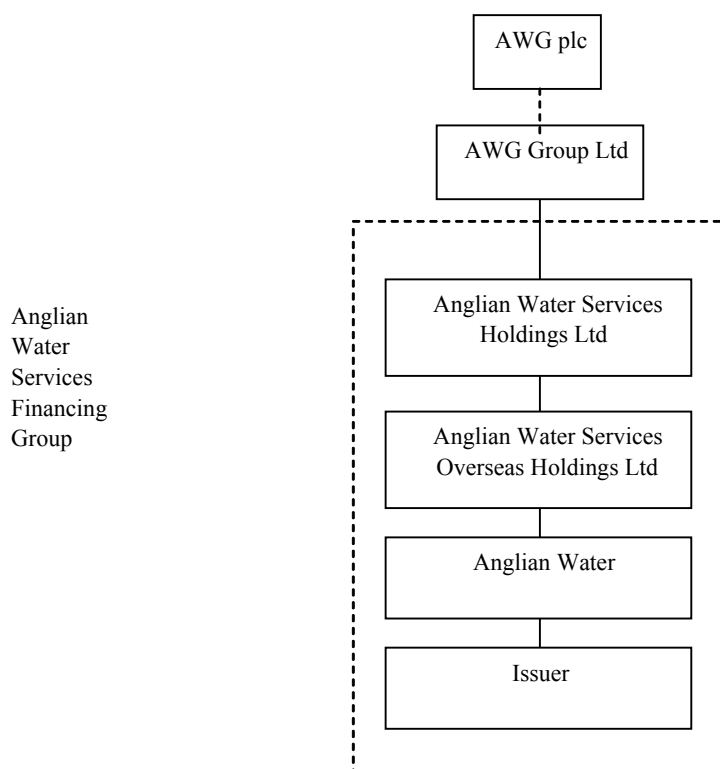 AWG plc
AWG Group Ltd
Anglian Water Services
Holdings Ltd
Anglian
Water
Services
Financing
Group
Anglian Water Services
Overseas Holdings Ltd
Anglian Water
Issuer